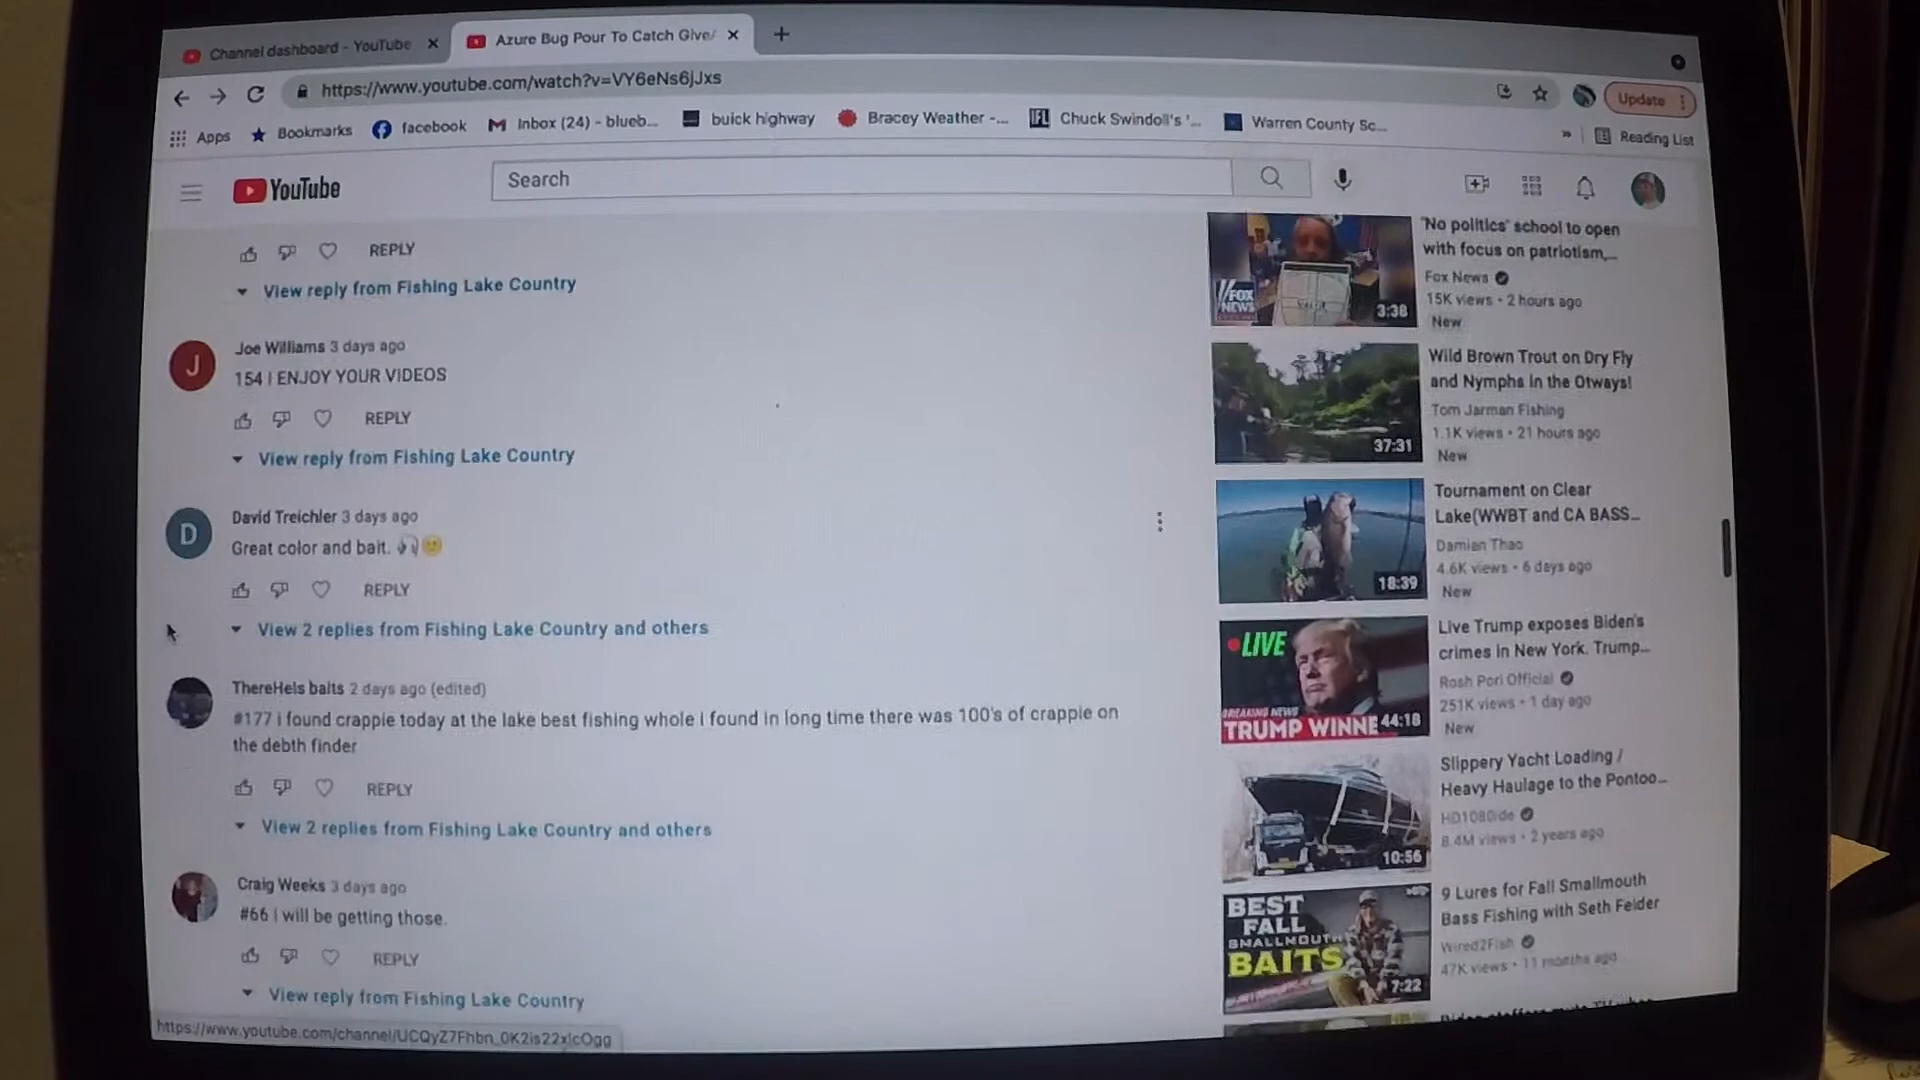 Channel dashboard - YouTube
Azure Bug Pour To Catch Give/
https://www.youtube.com/watch?v=VY6eNs6jJxs
Update
Apps
Bookmarks
facebook
Inbox (24) - blueb...
buick highway
Bracey Weather -...
IFL
Chuck Swindoll's '...
Warren County Sc...
»
Reading List
YouTube
Search
REPLY
View reply from Fishing Lake Country
J
Joe Williams 3 days ago
154 I ENJOY YOUR VIDEOS
REPLY
View reply from Fishing Lake Country
D
David Treichler 3 days ago
Great color and bait.
REPLY
View 2 replies from Fishing Lake Country and others
ThereHels baits 2 days ago (edited)
#177 i found crappie today at the lake best fishing whole I found in long time there was 100's of crappie on
the debth finder
REPLY
View 2 replies from Fishing Lake Country and others
Craig Weeks 3 days ago
#66 i will be getting those.
REPLY
View reply from Fishing Lake Country
FOX
NEWS
3:38
'No politics' school to open
with focus on patriotism,...
Fox News
15K views • 2 hours ago
New
37:31
Wild Brown Trout on Dry Fly
and Nymphs in the Otways!
Tom Jarman Fishing
1.1K views • 21 hours ago
New
18:39
Tournament on Clear
Lake(WWBT and CA BASS...
Damian Thao
4.6K views • 6 days ago
New
LIVE
BREAKING NEWS
TRUMP WINNE
44:18
Live Trump exposes Biden's
crimes in New York. Trump...
Rosh Pori Official
251K views • 1 day ago
New
10:56
Slippery Yacht Loading /
Heavy Haulage to the Pontoo...
HD1080ide
8.4M views • 2 years ago
BEST
FALL
SMALLMOUTH
BAITS
7:22
9 Lures for Fall Smallmouth
Bass Fishing with Seth Feider
Wired2Fish
47K views • 11 months ago